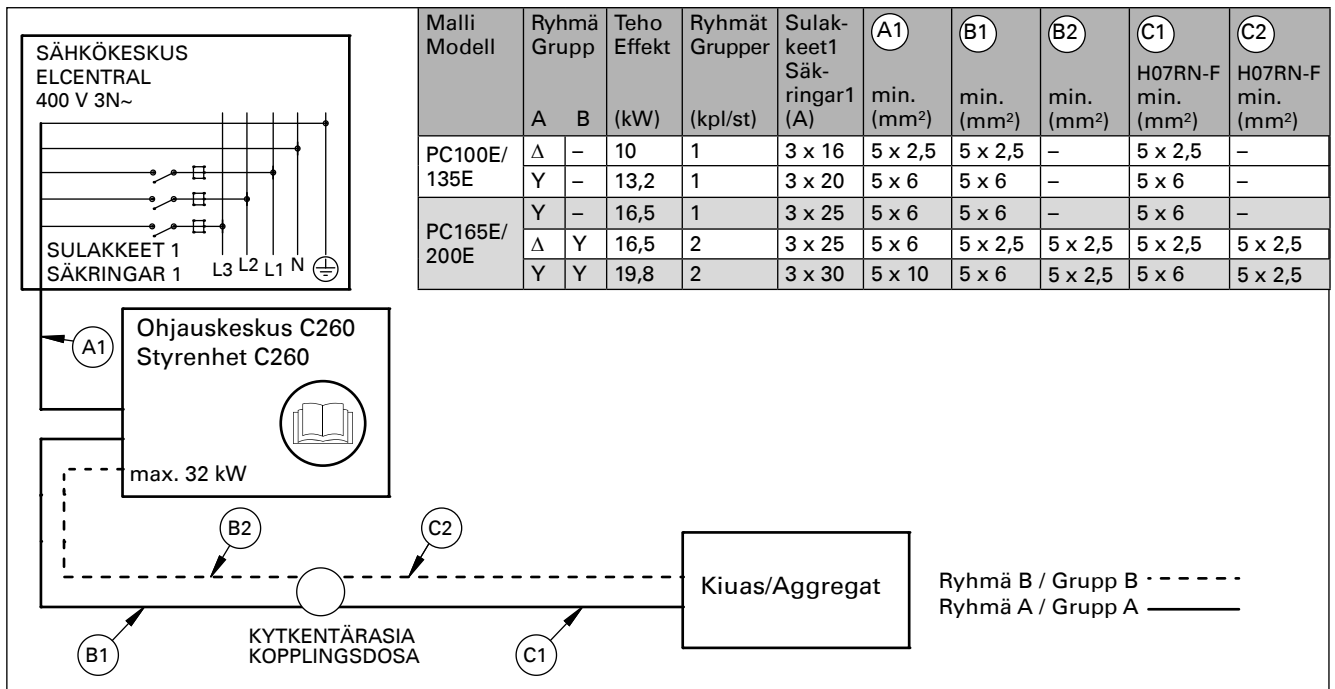 SÄHKÖKESKUS
ELCENTRAL
400 V 3N~
SULAKKEET 1
SÄKRINGAR 1
L3 L2 L1 N
Malli Modell | Ryhmä Grupp A B | Teho Effekt (kW) | Ryhmät Grupper (kpl/st) | Sulak-keet1 Säk-ringar1 (A) | A1 min. (mm²) | B1 min. (mm²) | B2 min. (mm²) | C1 H07RN-F min. (mm²) | C2 H07RN-F min. (mm²)
PC100E/135E | Δ | – | 10 | 1 | 3 x 16 | 5 x 2,5 | 5 x 2,5 | – | 5 x 2,5 | –
Y | – | 13,2 | 1 | 3 x 20 | 5 x 6 | 5 x 6 | – | 5 x 6 | –
PC165E/200E | Y | – | 16,5 | 1 | 3 x 25 | 5 x 6 | 5 x 6 | – | 5 x 6 | –
Δ | Y | 16,5 | 2 | 3 x 25 | 5 x 6 | 5 x 2,5 | 5 x 2,5 | 5 x 2,5 | 5 x 2,5
Y | Y | 19,8 | 2 | 3 x 30 | 5 x 10 | 5 x 6 | 5 x 2,5 | 5 x 6 | 5 x 2,5
A1
Ohjauskeskus C260
Styrenhet C260
max. 32 kW
B2
C2
Kiuas/Aggregat
Ryhmä B / Grupp B
Ryhmä A / Grupp A
B1
KYTKENTÄRASIA
KOPPLINGSDOSA
C1